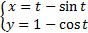 x = t − sin t
y = 1 − cos t